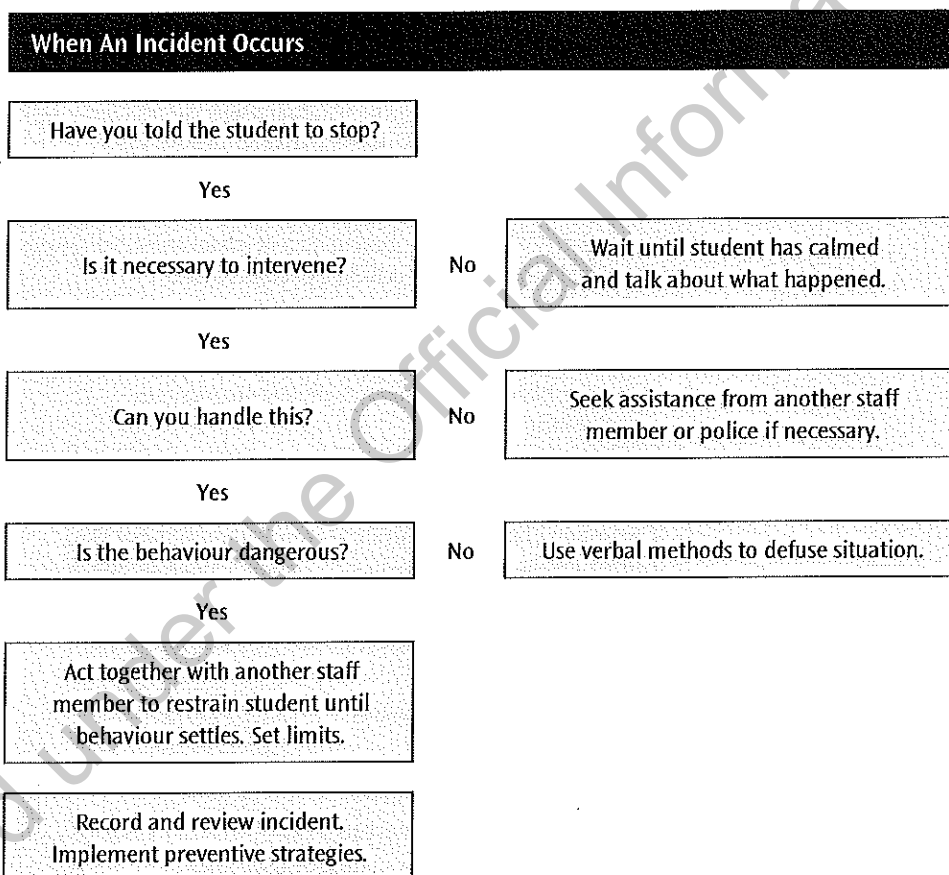 When An Incident Occurs
Have you told the student to stop?
Yes
Is it necessary to intervene?
No
Wait until student has calmed
and talk about what happened.
Yes
Can you handle this?
No
Seek assistance from another staff
member or police if necessary.
Yes
Is the behaviour dangerous?
No
Use verbal methods to defuse situation.
Yes
Act together with another staff
member to restrain student until
behaviour settles. Set limits.
Record and review incident.
Implement preventive strategies.
under the Official